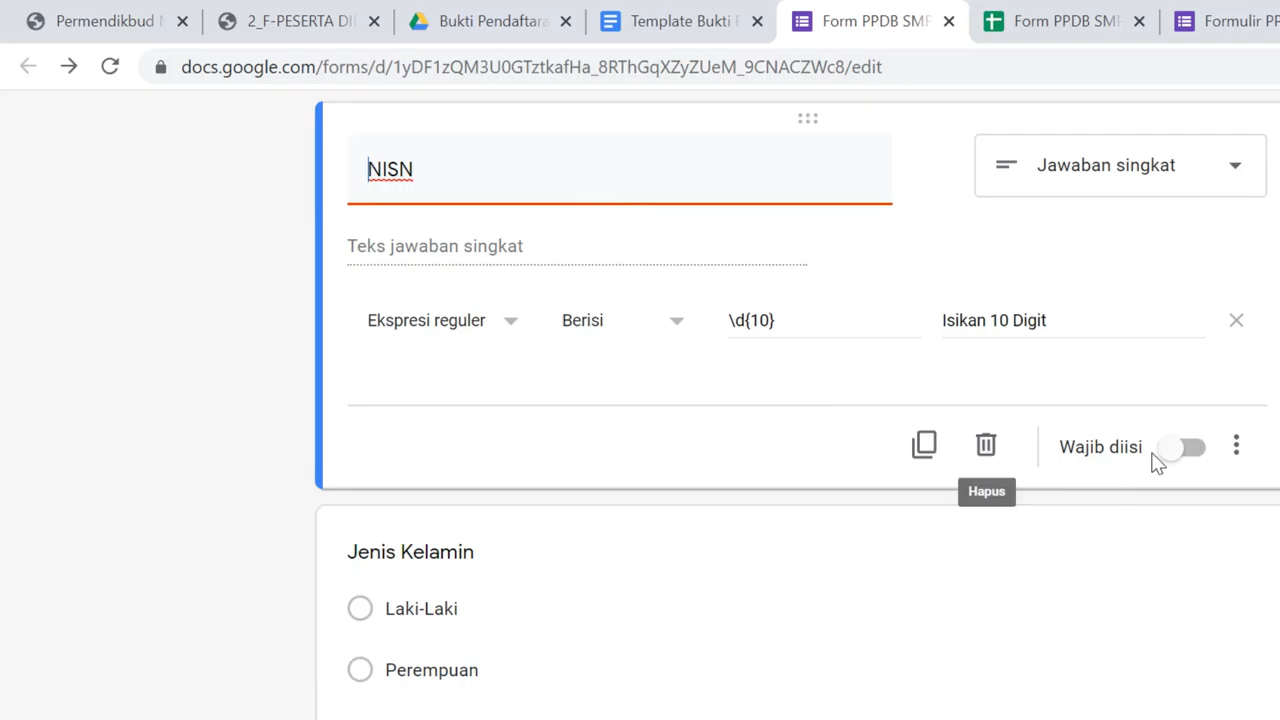 Permendikbud
2_F-PESERTA DI
Bukti Pendaftara
Template Bukti
Form PPDB SMP
Form PPDB SMP
Formulir PP
docs.google.com/forms/d/1yDF1zQM3U0GTztkafHa_8RThGqXZyZUeM_9CNACZWc8/edit
NISN
Jawaban singkat
Teks jawaban singkat
Ekspresi reguler
Berisi
\d{10}
Isikan 10 Digit
Wajib diisi
Hapus
Jenis Kelamin
Laki-Laki
Perempuan